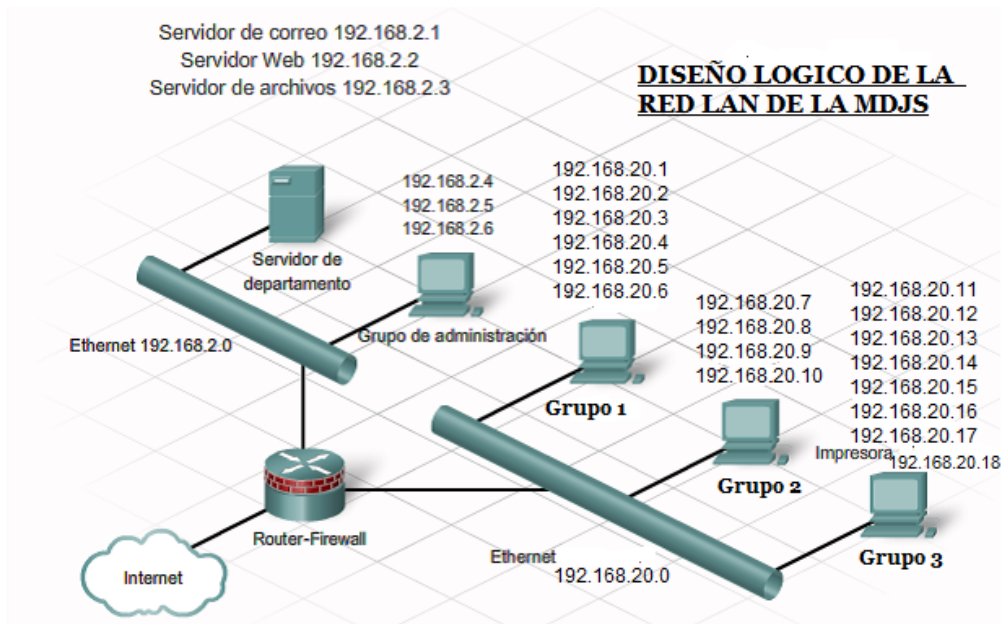 Servidor de correo 192.168.2.1
Servidor Web 192.168.2.2
Servidor de archivos 192.168.2.3
DISEÑO LOGICO DE LA
RED LAN DE LA MDJS
192.168.2.4
192.168.2.5
192.168.2.6
192.168.20.1
192.168.20.2
192.168.20.3
192.168.20.4
192.168.20.5
192.168.20.6
Servidor de
departamento
Grupo de administración
Ethernet 192.168.2.0
192.168.20.7
192.168.20.8
192.168.20.9
192.168.20.10
192.168.20.11
192.168.20.12
192.168.20.13
192.168.20.14
192.168.20.15
192.168.20.16
192.168.20.17
Impresora 192.168.20.18
Grupo 1
Grupo 2
Grupo 3
Router-Firewall
Internet
Ethernet
192.168.20.0